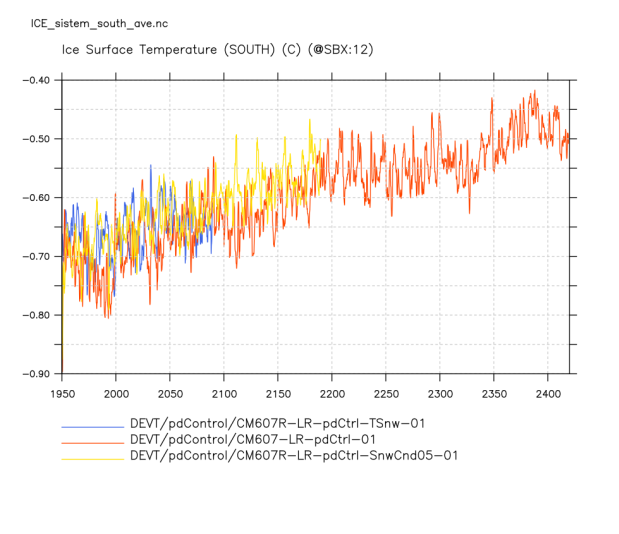 ICE_sistem_south_ave.nc
Ice Surface Temperature (SOUTH) (C) (@SBX:12)
−0.40
−0.50
−0.60
−0.70
−0.80
−0.90
1950 2000 2050 2100 2150 2200 2250 2300 2350 2400
DEVT/pdControl/CM607R−LR−pdCtrl−TSnw−01
DEVT/pdControl/CM607−LR−pdCtrl−01
DEVT/pdControl/CM607R−LR−pdCtrl−SnwCnd05−01